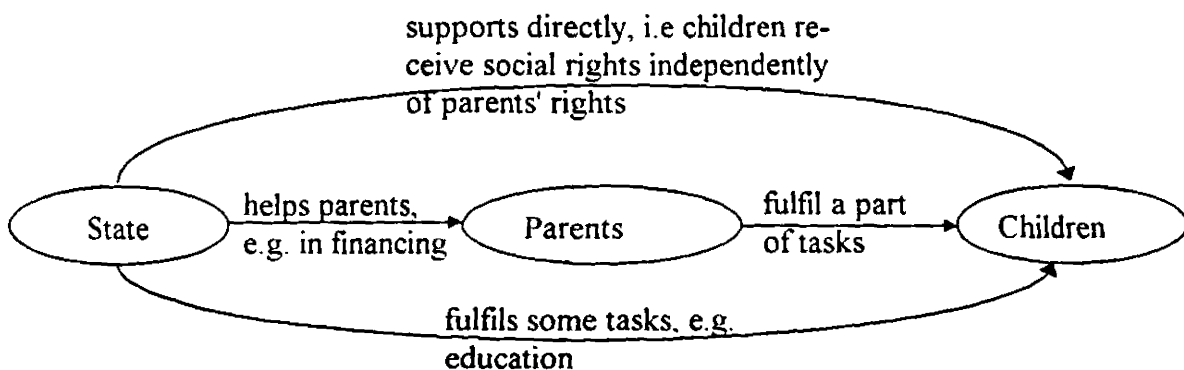 supports directly, i.e children re-
ceive social rights independently
of parents' rights
State
helps parents,
e.g. in financing
Parents
fulfil a part
of tasks
Children
fulfils some tasks, e.g.
education